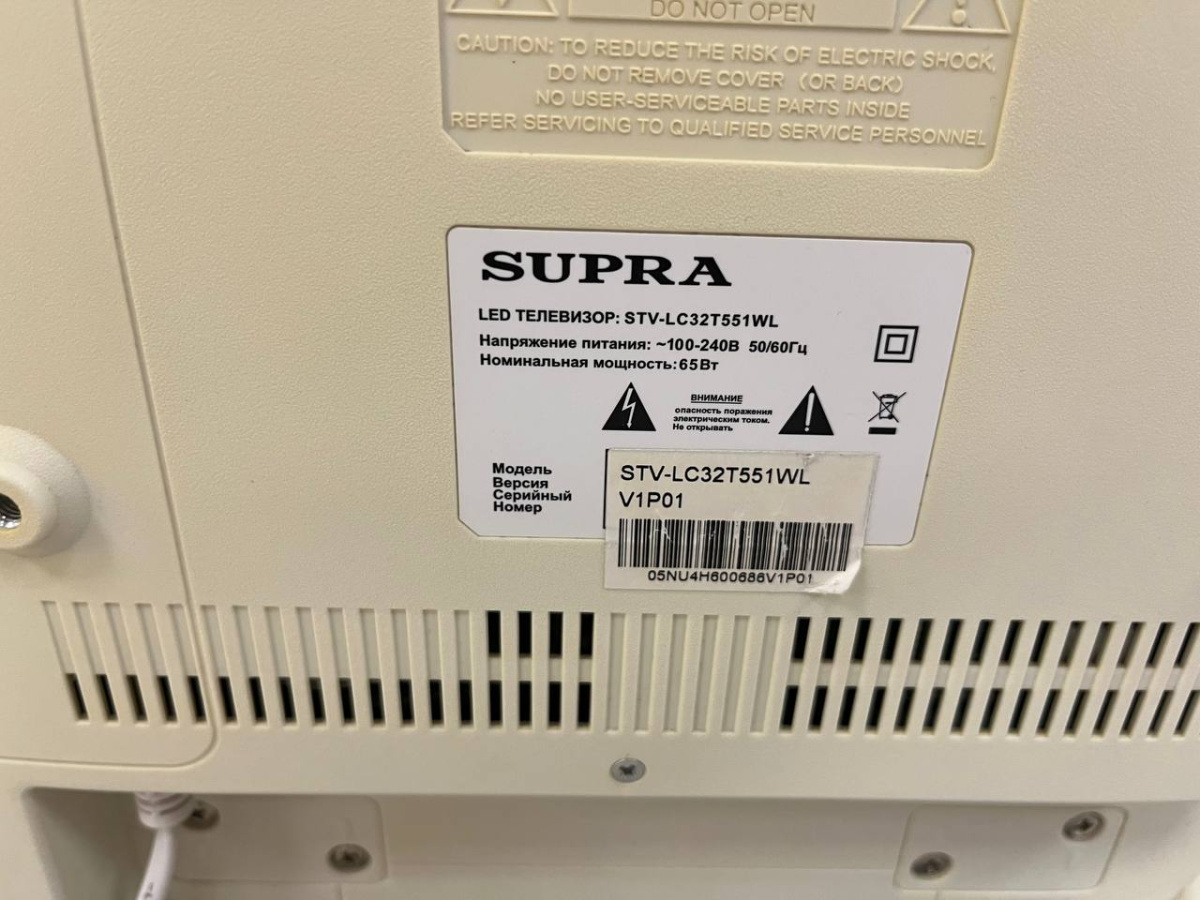 DO NOT OPEN
CAUTION: TO REDUCE THE RISK OF ELECTRIC SHOCK,
DO NOT REMOVE COVER (OR BACK)
NO USER-SERVICEABLE PARTS INSIDE
REFER SERVICING TO QUALIFIED SERVICE PERSONNEL
SUPRA
LED ТЕЛЕВИЗОР: STV-LC32T551WL
Напряжение питания: ~100-240В 50/60Гц
Номинальная мощность:65Вт
ВНИМАНИЕ
опасность поражения
электрическим током.
Не открывать
Модель
Версия
Серийный
Номер
STV-LC32T551WL
V1P01
05NU4H600686V1P01